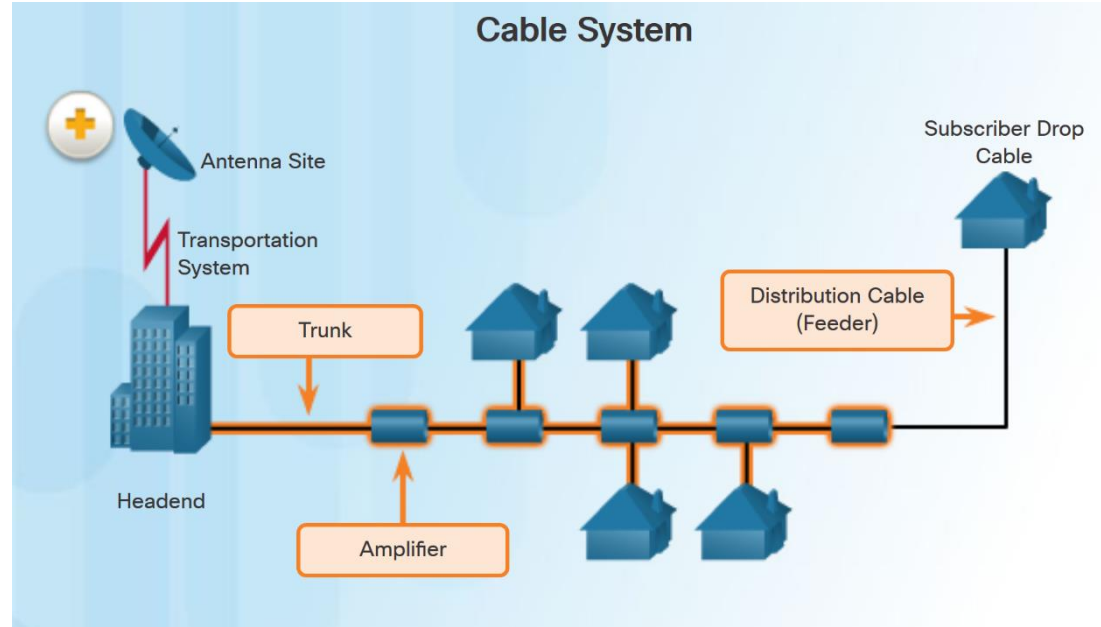 Cable System
Antenna Site
Subscriber Drop
Cable
Transportation
System
Trunk
Distribution Cable
(Feeder)
Headend
Amplifier